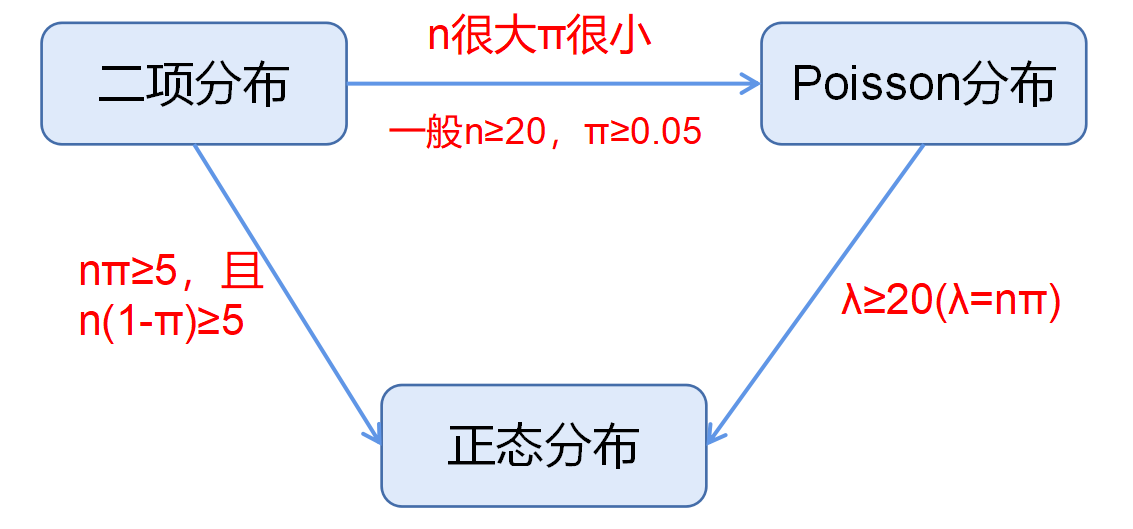 n很大π很小
二项分布
Poisson分布
一般n≥20，π≥0.05
nπ≥5，且
n(1-π)≥5
λ≥20(λ=nπ)
正态分布